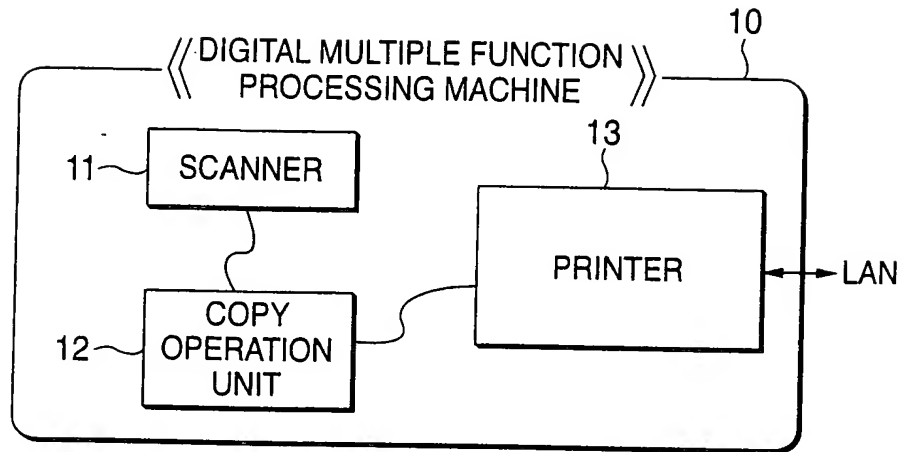 10
DIGITAL MULTIPLE FUNCTION
PROCESSING MACHINE
13
11
SCANNER
PRINTER
LAN
12
COPY
OPERATION
UNIT